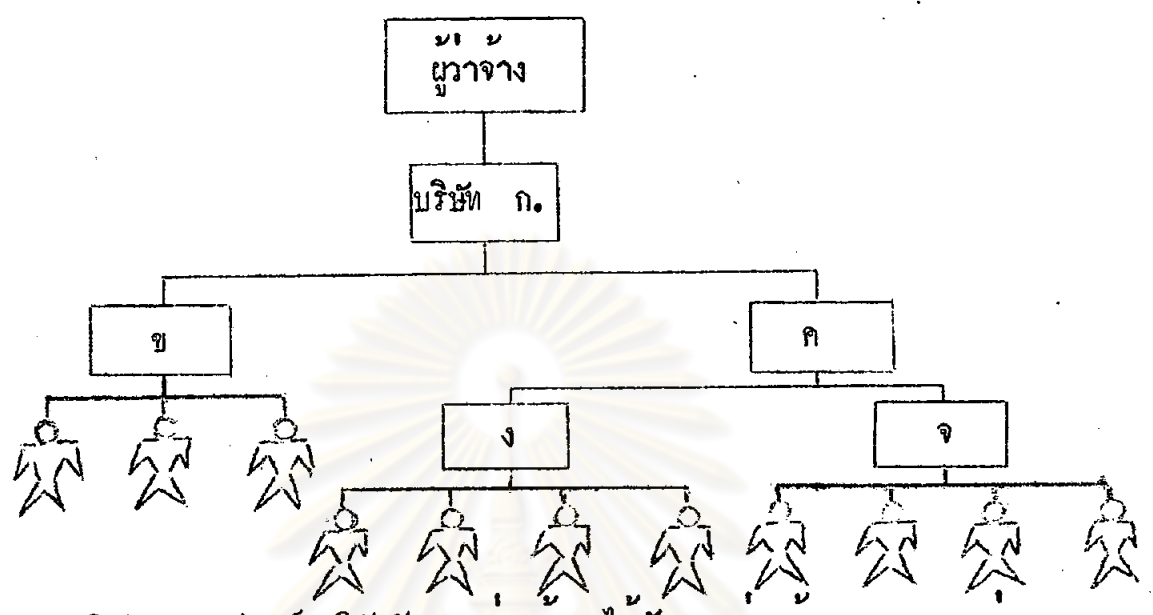 ผู้ว่าจ้าง
บริษัท ก.
ข
ค
ง
จ